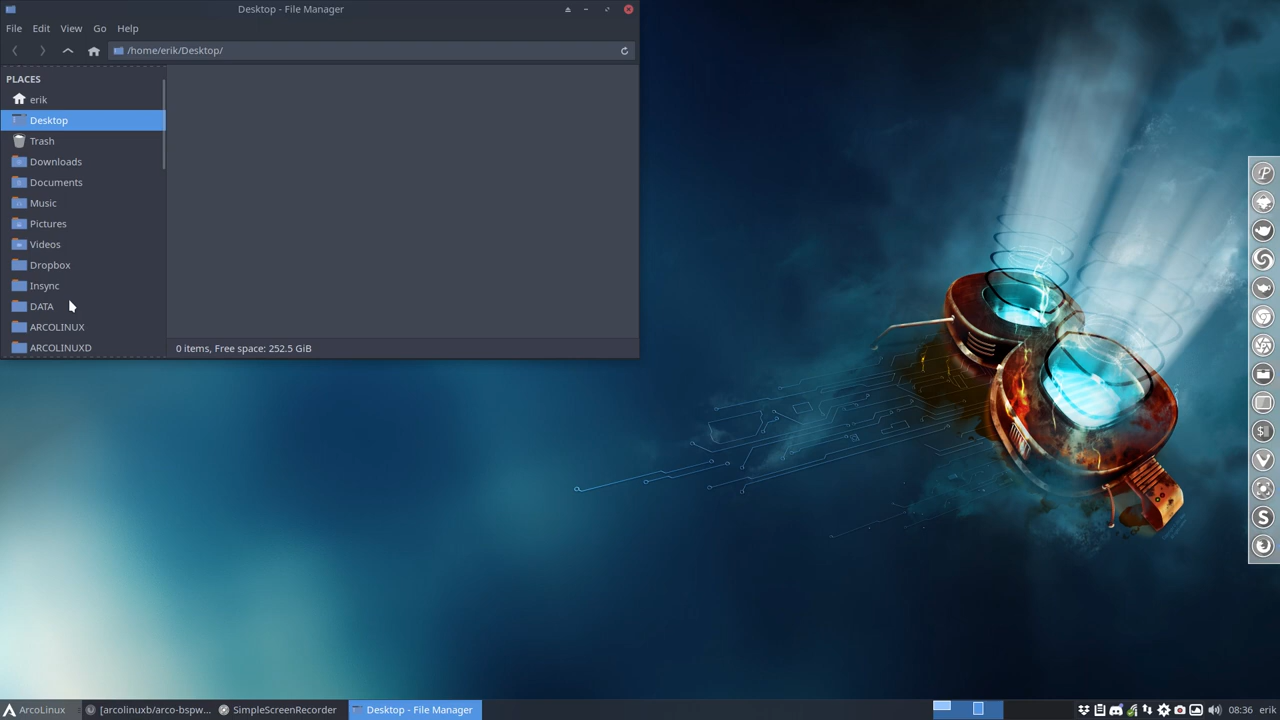 Desktop - File Manager
File Edit View Go Help
/home/erik/Desktop/
PLACES
erik
Desktop
Trash
Downloads
Documents
Music
Pictures
Videos
Dropbox
Insync
DATA
ARCOLINUX
ARCOLINUXD
0 items, Free space: 252.5 GiB
ArcoLinux [arcolinuxb/arco-bspw... SimpleScreenRecorder Desktop - File Manager 08:36 erik